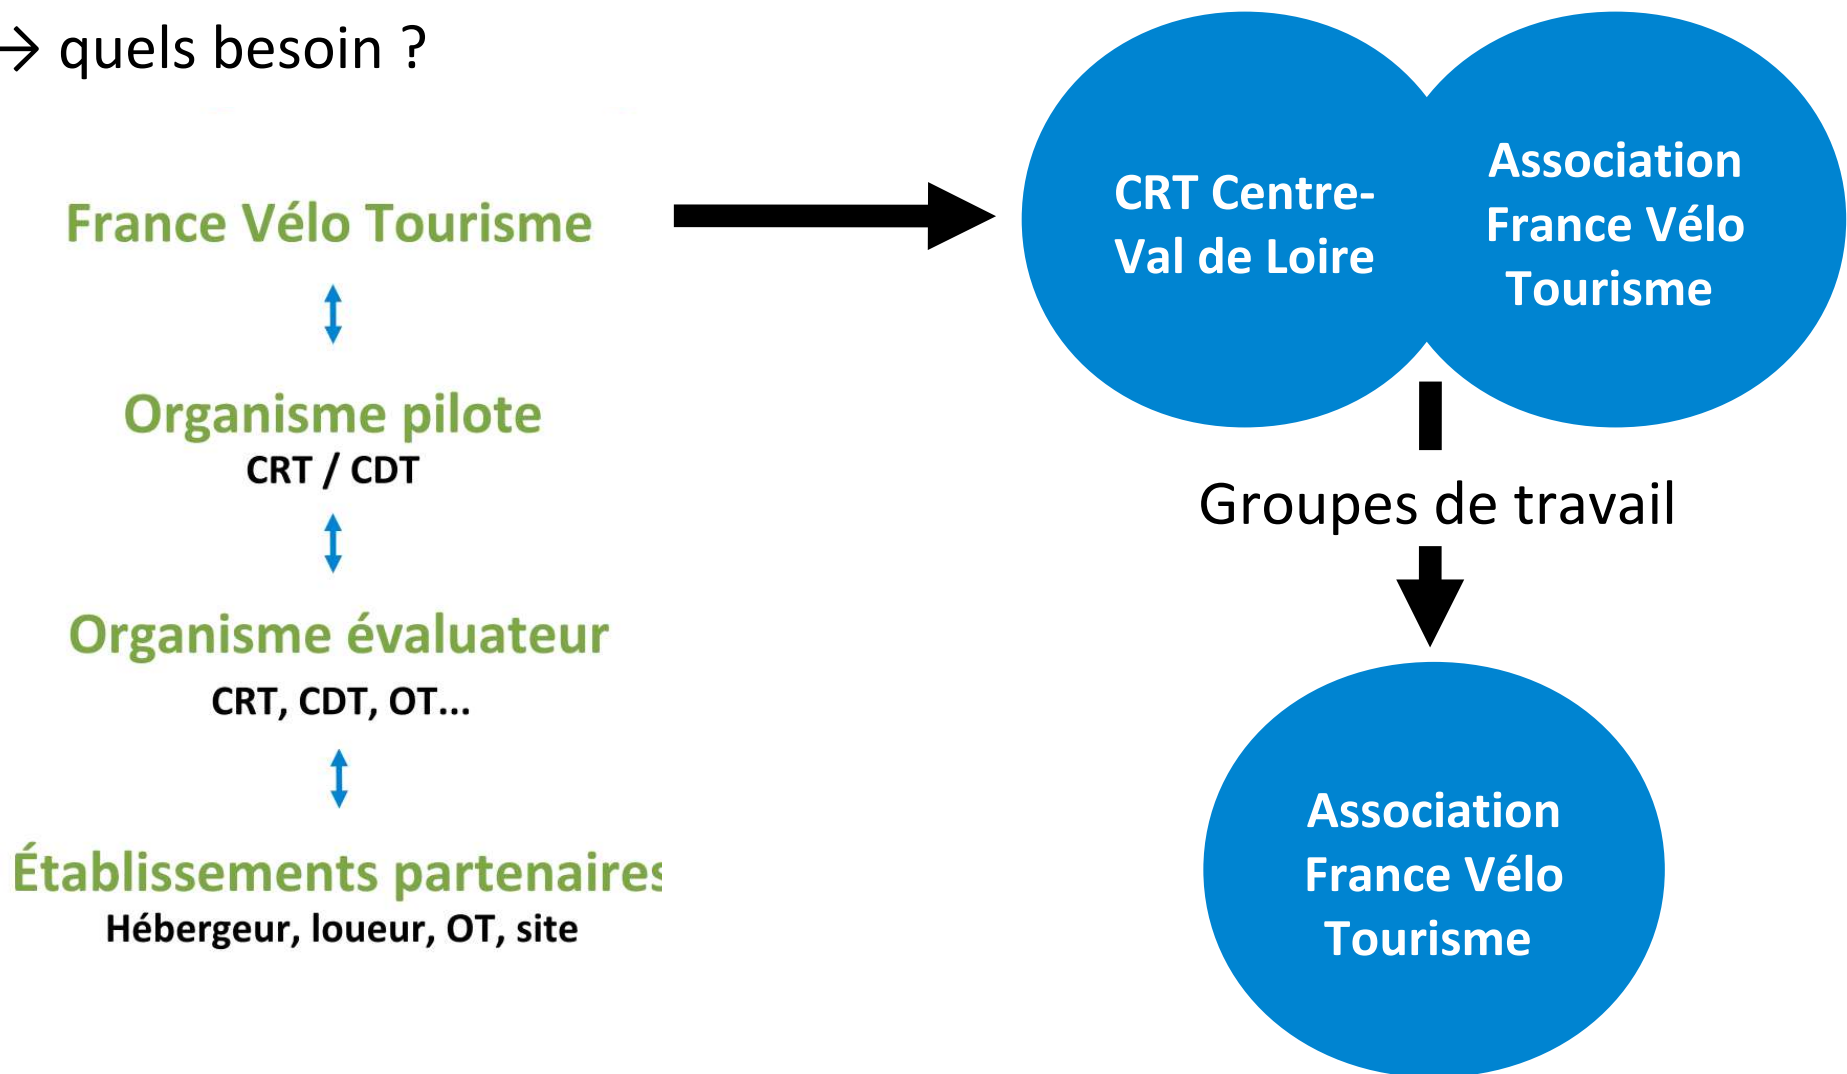 → quels besoin ?
France Vélo Tourisme
Organisme pilote
CRT / CDT
Organisme évaluateur
CRT, CDT, OT...
Établissements partenaires
Hébergeur, loueur, OT, site
CRT Centre-
Val de Loire
Association
France Vélo
Tourisme
Groupes de travail
Association
France Vélo
Tourisme